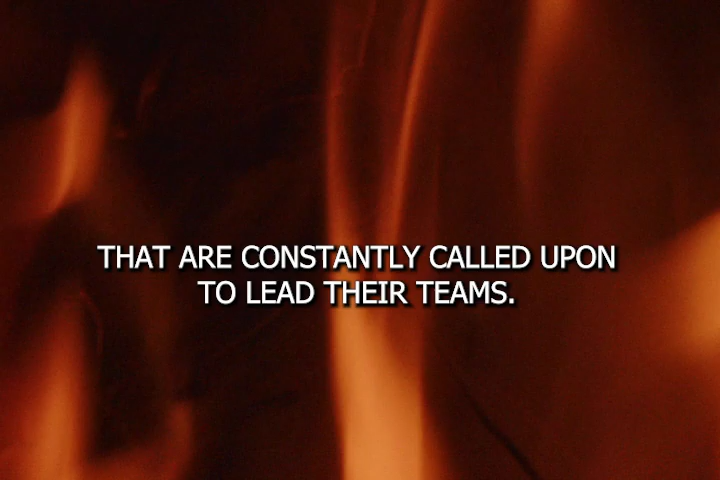 THAT ARE CONSTANTLY CALLED UPON
TO LEAD THEIR TEAMS.